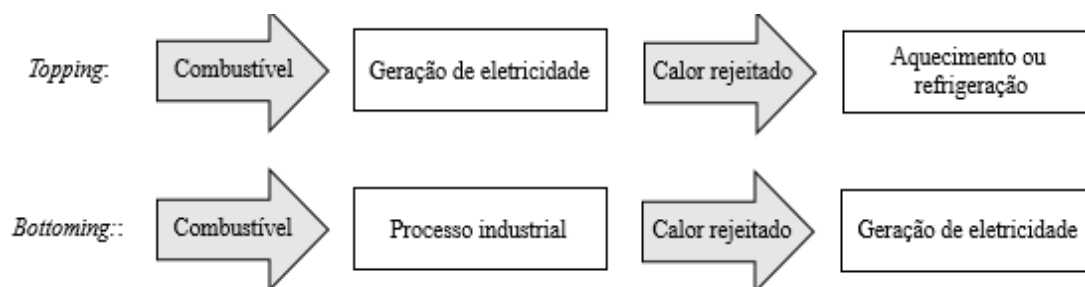 Topping:
Combustível
Geração de eletricidade
Calor rejeitado
Aquecimento ou
refrigeração
Bottoming::
Combustível
Processo industrial
Calor rejeitado
Geração de eletricidade